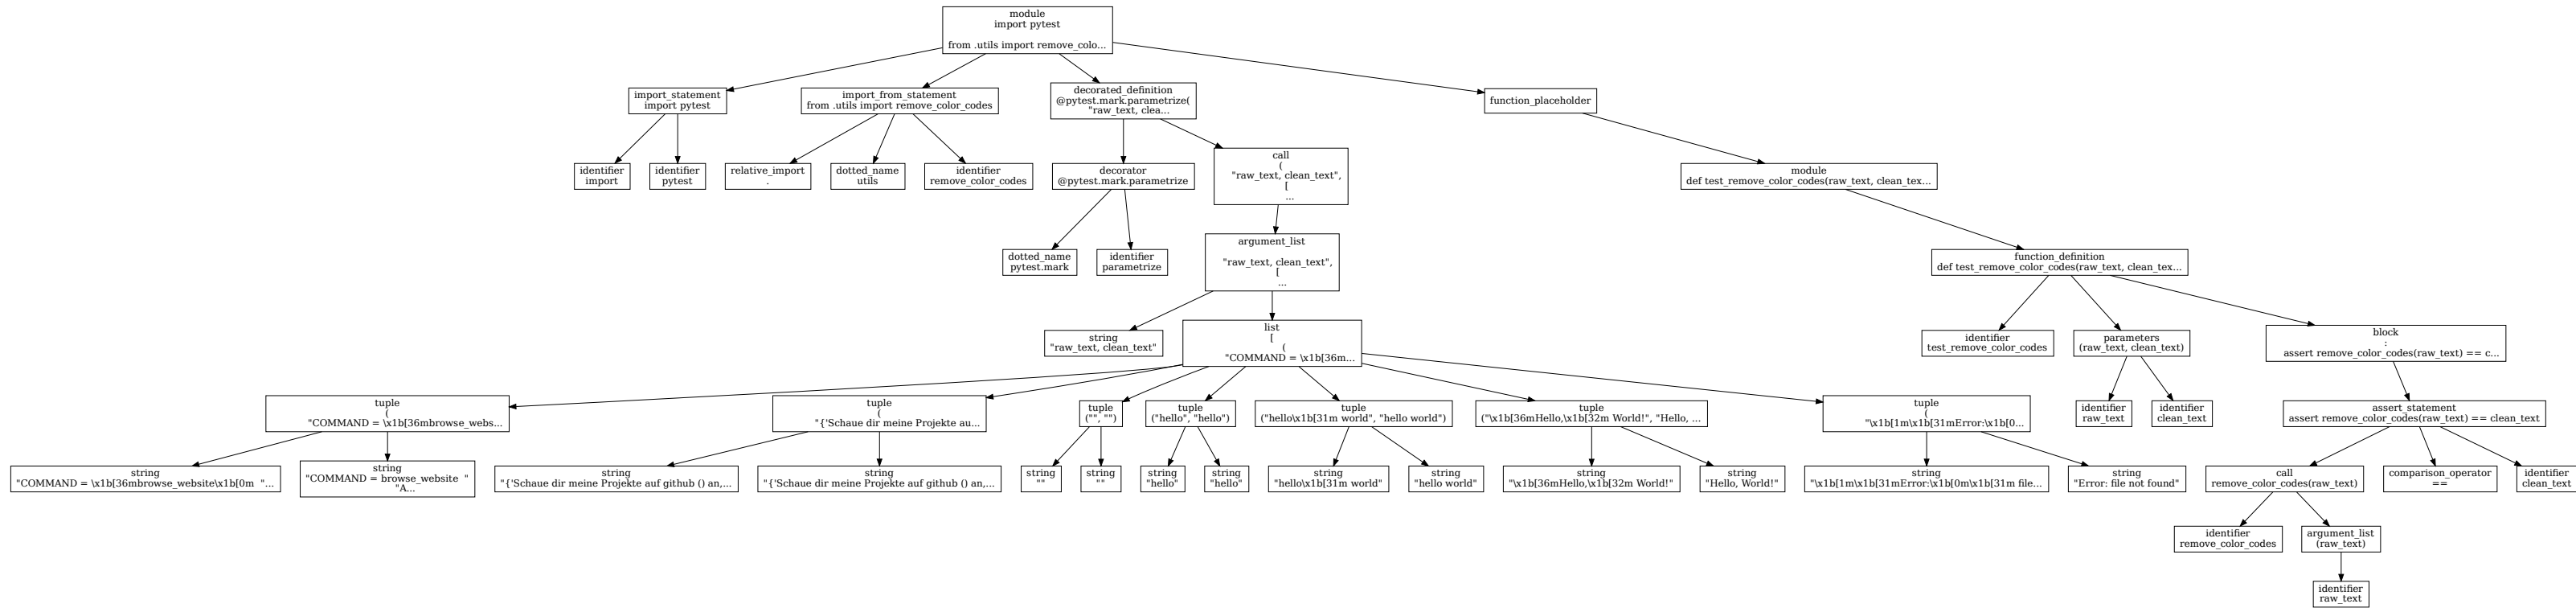 module
import pytest
from .utils import remove_colo...
import_statement
import pytest
import_from_statement
from .utils import remove_color_codes
decorated_definition
@pytest.mark.parametrize(
"raw_text, clea...
function_placeholder
identifier
import
identifier
pytest
relative_import
.
dotted_name
utils
identifier
remove_color_codes
decorator
@pytest.mark.parametrize
call
(
"raw_text, clean_text",
[
...
module
def test_remove_color_codes(raw_text, clean_tex...
dotted_name
pytest.mark
identifier
parametrize
argument_list
"raw_text, clean_text",
[
...
function_definition
def test_remove_color_codes(raw_text, clean_tex...
string
"raw_text, clean_text"
list
[
(
"COMMAND = \x1b[36m...
identifier
test_remove_color_codes
parameters
(raw_text, clean_text)
block
:
assert remove_color_codes(raw_text) == c...
tuple
(
"COMMAND = \x1b[36mbrowse_webs...
tuple
(
"{'Schaue dir meine Projekte au...
tuple
("", "")
tuple
("hello", "hello")
tuple
("hello\x1b[31m world", "hello world")
tuple
("\x1b[36mHello,\x1b[32m World!", "Hello, ...
tuple
(
"\x1b[1m\x1b[31mError:\x1b[0...
identifier
raw_text
identifier
clean_text
assert_statement
assert remove_color_codes(raw_text) == clean_text
string
"COMMAND = \x1b[36mbrowse_website\x1b[0m  "...
string
"COMMAND = browse_website  "
"A...
string
"{'Schaue dir meine Projekte auf github () an,...
string
"{'Schaue dir meine Projekte auf github () an,...
string
""
string
""
string
"hello"
string
"hello"
string
"hello\x1b[31m world"
string
"hello world"
string
"\x1b[36mHello,\x1b[32m World!"
string
"Hello, World!"
string
"\x1b[1m\x1b[31mError:\x1b[0m\x1b[31m file...
string
"Error: file not found"
call
remove_color_codes(raw_text)
comparison_operator
==
identifier
clean_text
identifier
remove_color_codes
argument_list
(raw_text)
identifier
raw_text